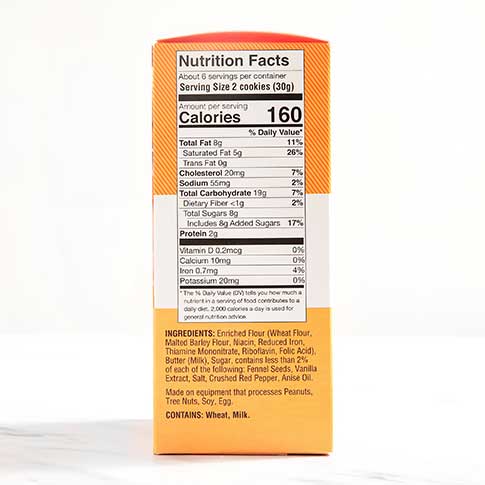 Nutrition Facts
About 6 servings per container
Serving Size 2 cookies (30g)
Amount per serving
Calories 160
% Daily Value*
Total Fat 8g 11%
Saturated Fat 5g 26%
Trans Fat 0g
Cholesterol 20mg 7%
Sodium 55mg 2%
Total Carbohydrate 19g 7%
Dietary Fiber <1g 2%
Total Sugars 8g
Includes 8g Added Sugars 17%
Protein 2g
Vitamin D 0.2mcg 0%
Calcium 10mg 0%
Iron 0.7mg 4%
Potassium 20mg 0%
* The % Daily Value (DV) tells you how much a
nutrient in a serving of food contributes to a
daily diet. 2,000 calories a day is used for
general nutrition advice.
INGREDIENTS: Enriched Flour (Wheat Flour,
Malted Barley Flour, Niacin, Reduced Iron,
Thiamine Mononitrate, Riboflavin, Folic Acid),
Butter (Milk), Sugar, contains less than 2%
of each of the following: Fennel Seeds, Vanilla
Extract, Salt, Crushed Red Pepper, Anise Oil.
Made on equipment that processes Peanuts,
Tree Nuts, Soy, Egg.
CONTAINS: Wheat, Milk.